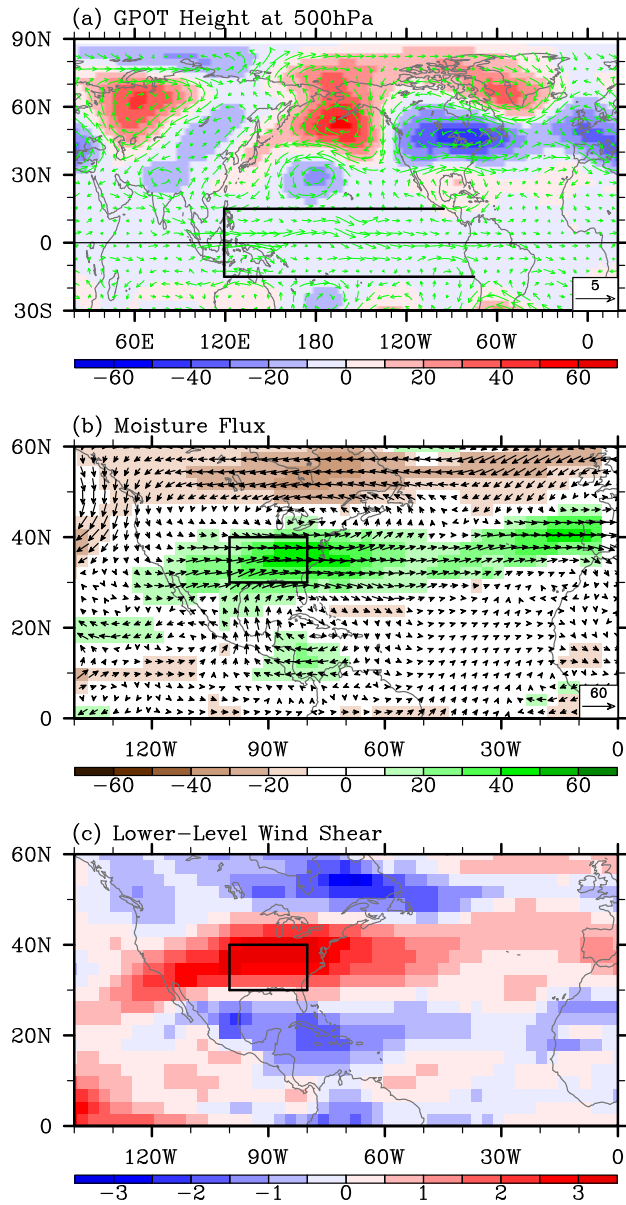 (a) GPOT Height at 500hPa
90N
60N
30N
0
30S
5
60E 120E 180 120W 60W 0
−60 −40 −20 0 20 40 60
(b) Moisture Flux
60N
40N
20N
0
60
120W 90W 60W 30W 0
−60 −40 −20 0 20 40 60
(c) Lower−Level Wind Shear
60N
40N
20N
0
120W 90W 60W 30W 0
−3 −2 −1 0 1 2 3